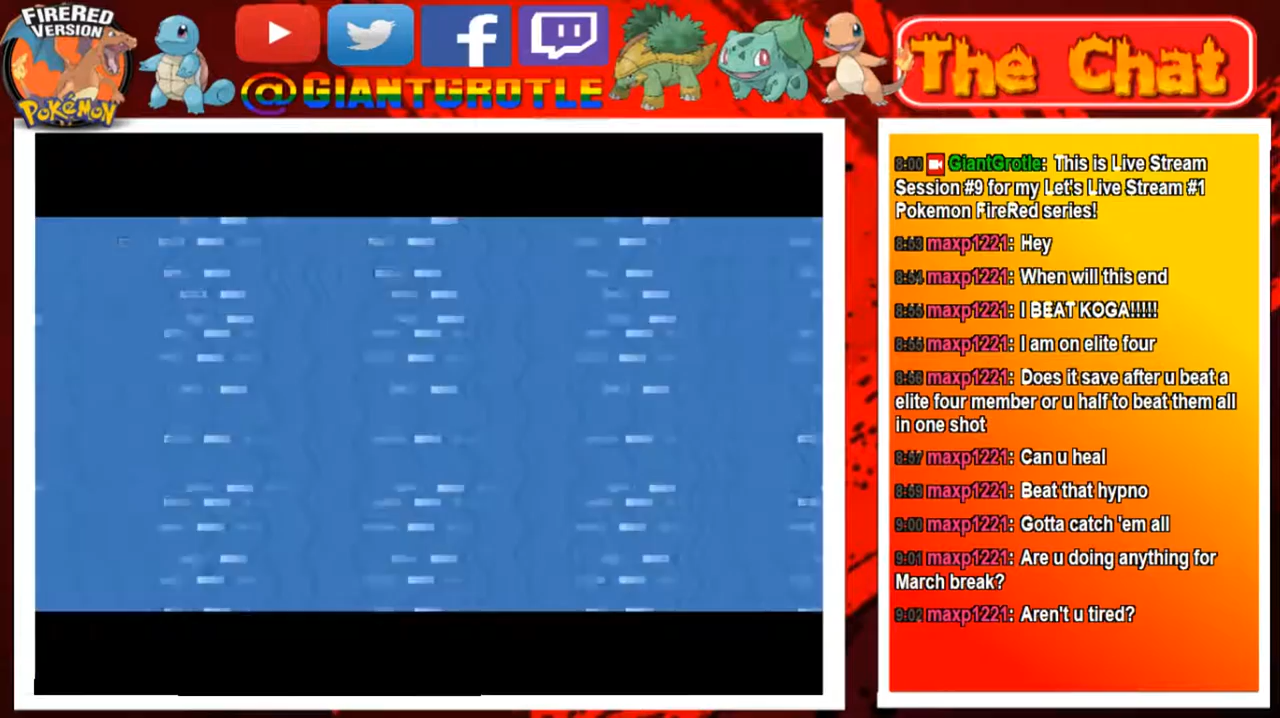 FIRERED
VERSION
POKéMON
f
@GIANTGROTLE
The Chat
8:00 GiantGrotle: This is Live Stream
Session #9 for my Let's Live Stream #1
Pokemon FireRed series!
8:53 maxp1221: Hey
8:54 maxp1221: When will this end
8:55 maxp1221: I BEAT KOGA!!!!!
8:55 maxp1221: I am on elite four
8:56 maxp1221: Does it save after u beat a
elite four member or u half to beat them all
in one shot
8:57 maxp1221: Can u heal
8:59 maxp1221: Beat that hypno
9:00 maxp1221: Gotta catch 'em all
9:01 maxp1221: Are u doing anything for
March break?
9:02 maxp1221: Aren't u tired?